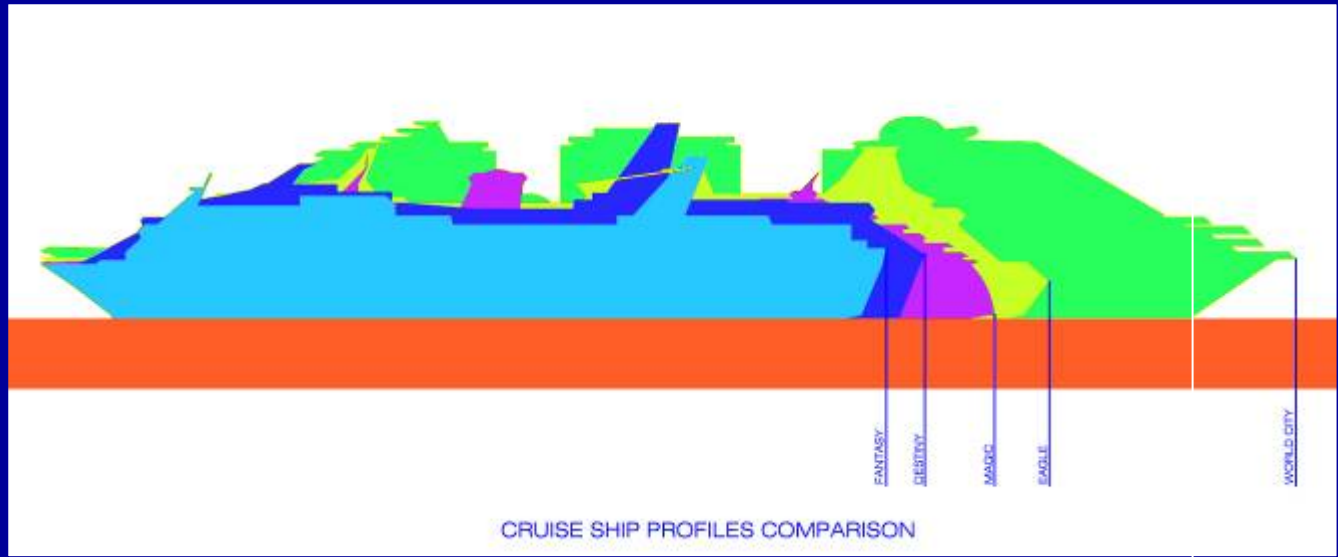 FANTASY
DESTINY
MAGIC
EAGLE
WORLD CITY
CRUISE SHIP PROFILES COMPARISON